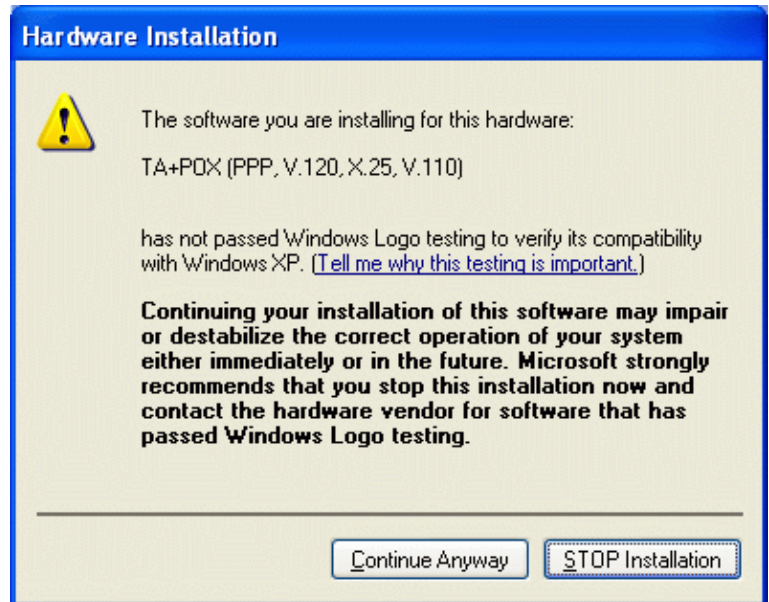 Hardware Installation
The software you are installing for this hardware:
TA+POX (PPP, V.120, X.25, V.110)
has not passed Windows Logo testing to verify its compatibility
with Windows XP. (Tell me why this testing is important.)
Continuing your installation of this software may impair
or destabilize the correct operation of your system
either immediately or in the future. Microsoft strongly
recommends that you stop this installation now and
contact the hardware vendor for software that has
passed Windows Logo testing.
Continue Anyway
STOP Installation